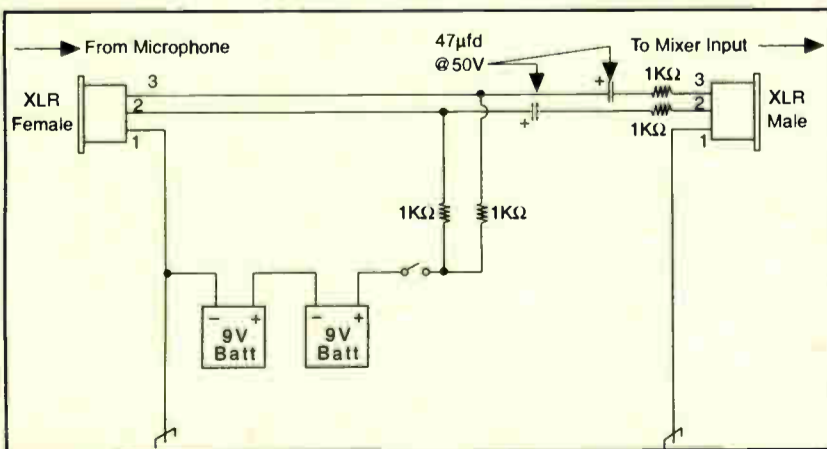 From Microphone
47µfd
@50V
To Mixer Input
XLR
Female
3
2
1
+
+
1KΩ
1KΩ
3
2
1
XLR
Male
1KΩ
1KΩ
- +
9V
Batt
- +
9V
Batt